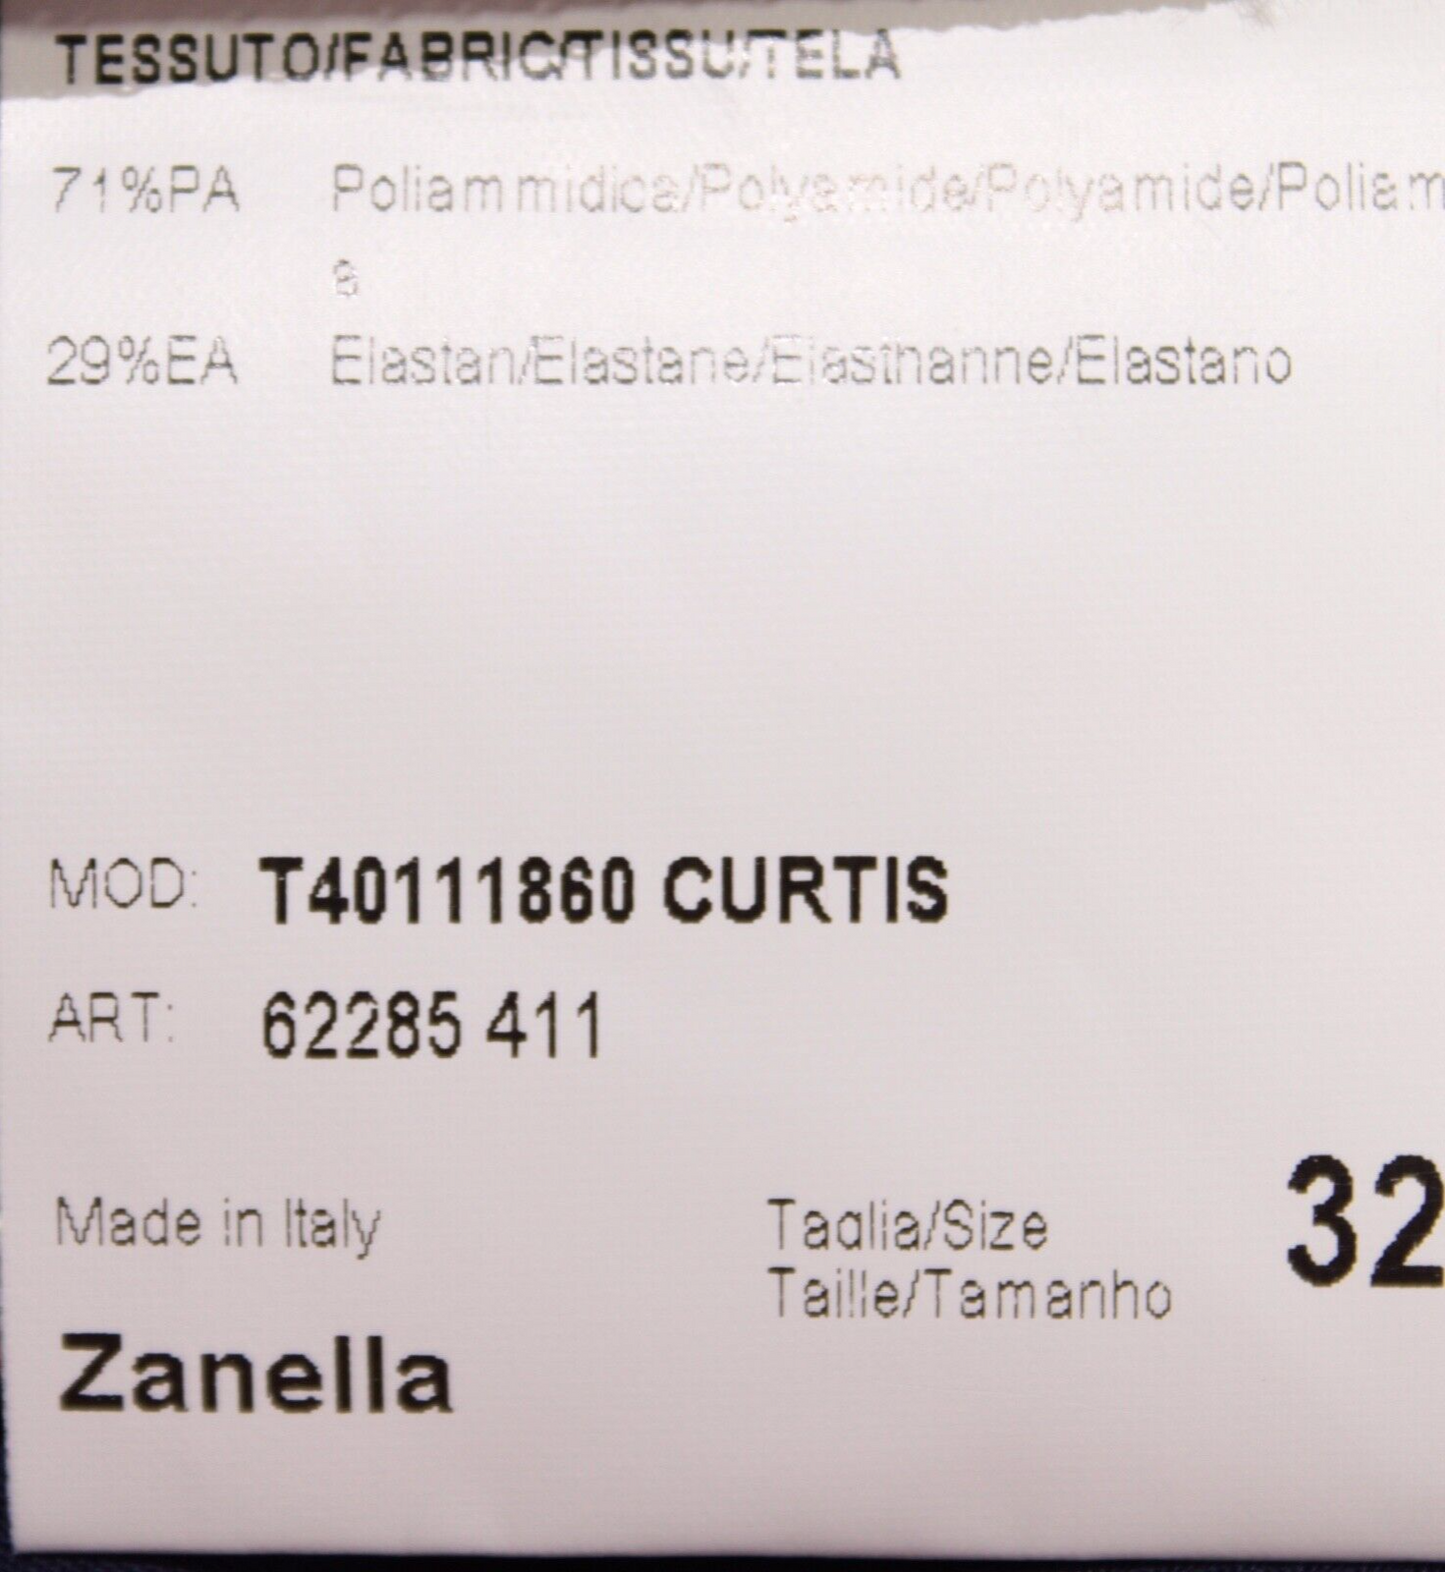 TESSUTO/FABRIC/TISSU/TELA
71%PA Poliammidica/Polyamide/Polyamide/Poliam
a
29%EA Elastan/Elastane/Elasthanne/Elastano
MOD: T40111860 CURTIS
ART: 62285 411
Made in Italy Taglia/Size 32
Taille/Tamanho
Zanella